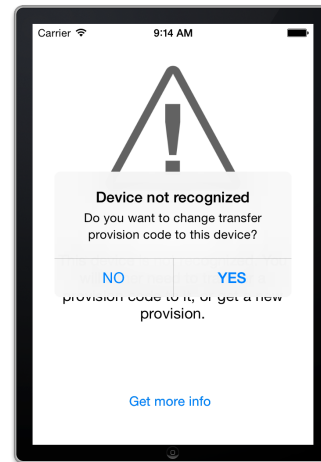 Carrier 9:14 AM
Device not recognized
Do you want to change transfer
provision code to this device?
NO YES
provision code to it, or get a new
provision.
Get more info